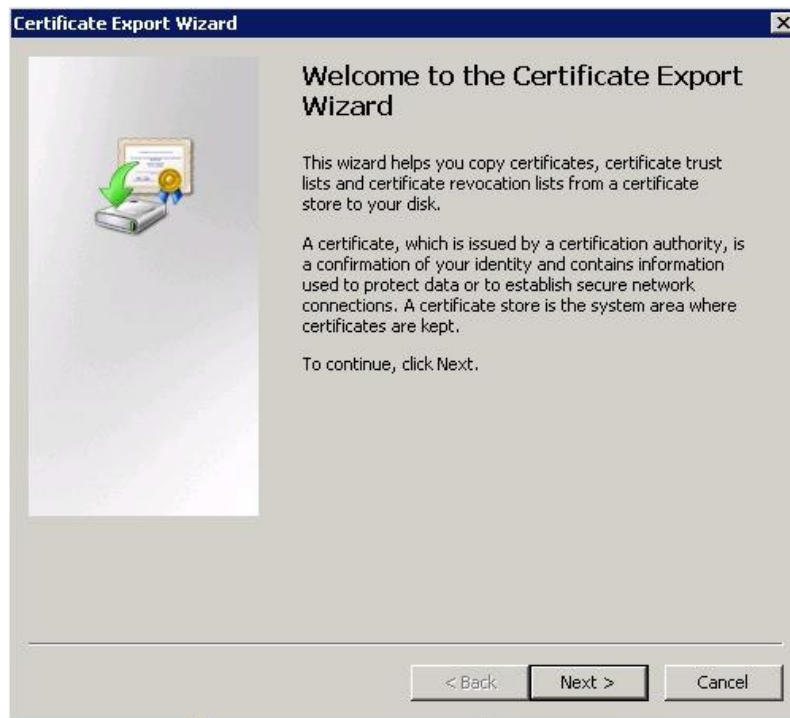 Certificate Export Wizard
Welcome to the Certificate Export
Wizard
This wizard helps you copy certificates, certificate trust
lists and certificate revocation lists from a certificate
store to your disk.
A certificate, which is issued by a certification authority, is
a confirmation of your identity and contains information
used to protect data or to establish secure network
connections. A certificate store is the system area where
certificates are kept.
To continue, click Next.
< Back Next > Cancel